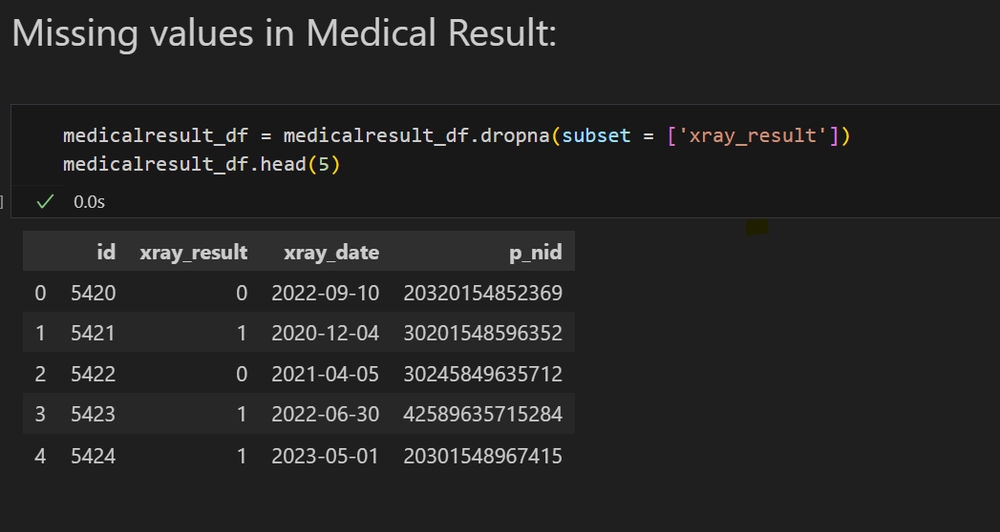 Missing values in Medical Result:
medicalresult_df = medicalresult_df.dropna(subset = ['xray_result'])
medicalresult_df.head(5)
] ✓ 0.0s
id xray_result xray_date p_nid
0 5420 0 2022-09-10 20320154852369
1 5421 1 2020-12-04 30201548596352
2 5422 0 2021-04-05 30245849635712
3 5423 1 2022-06-30 42589635715284
4 5424 1 2023-05-01 20301548967415